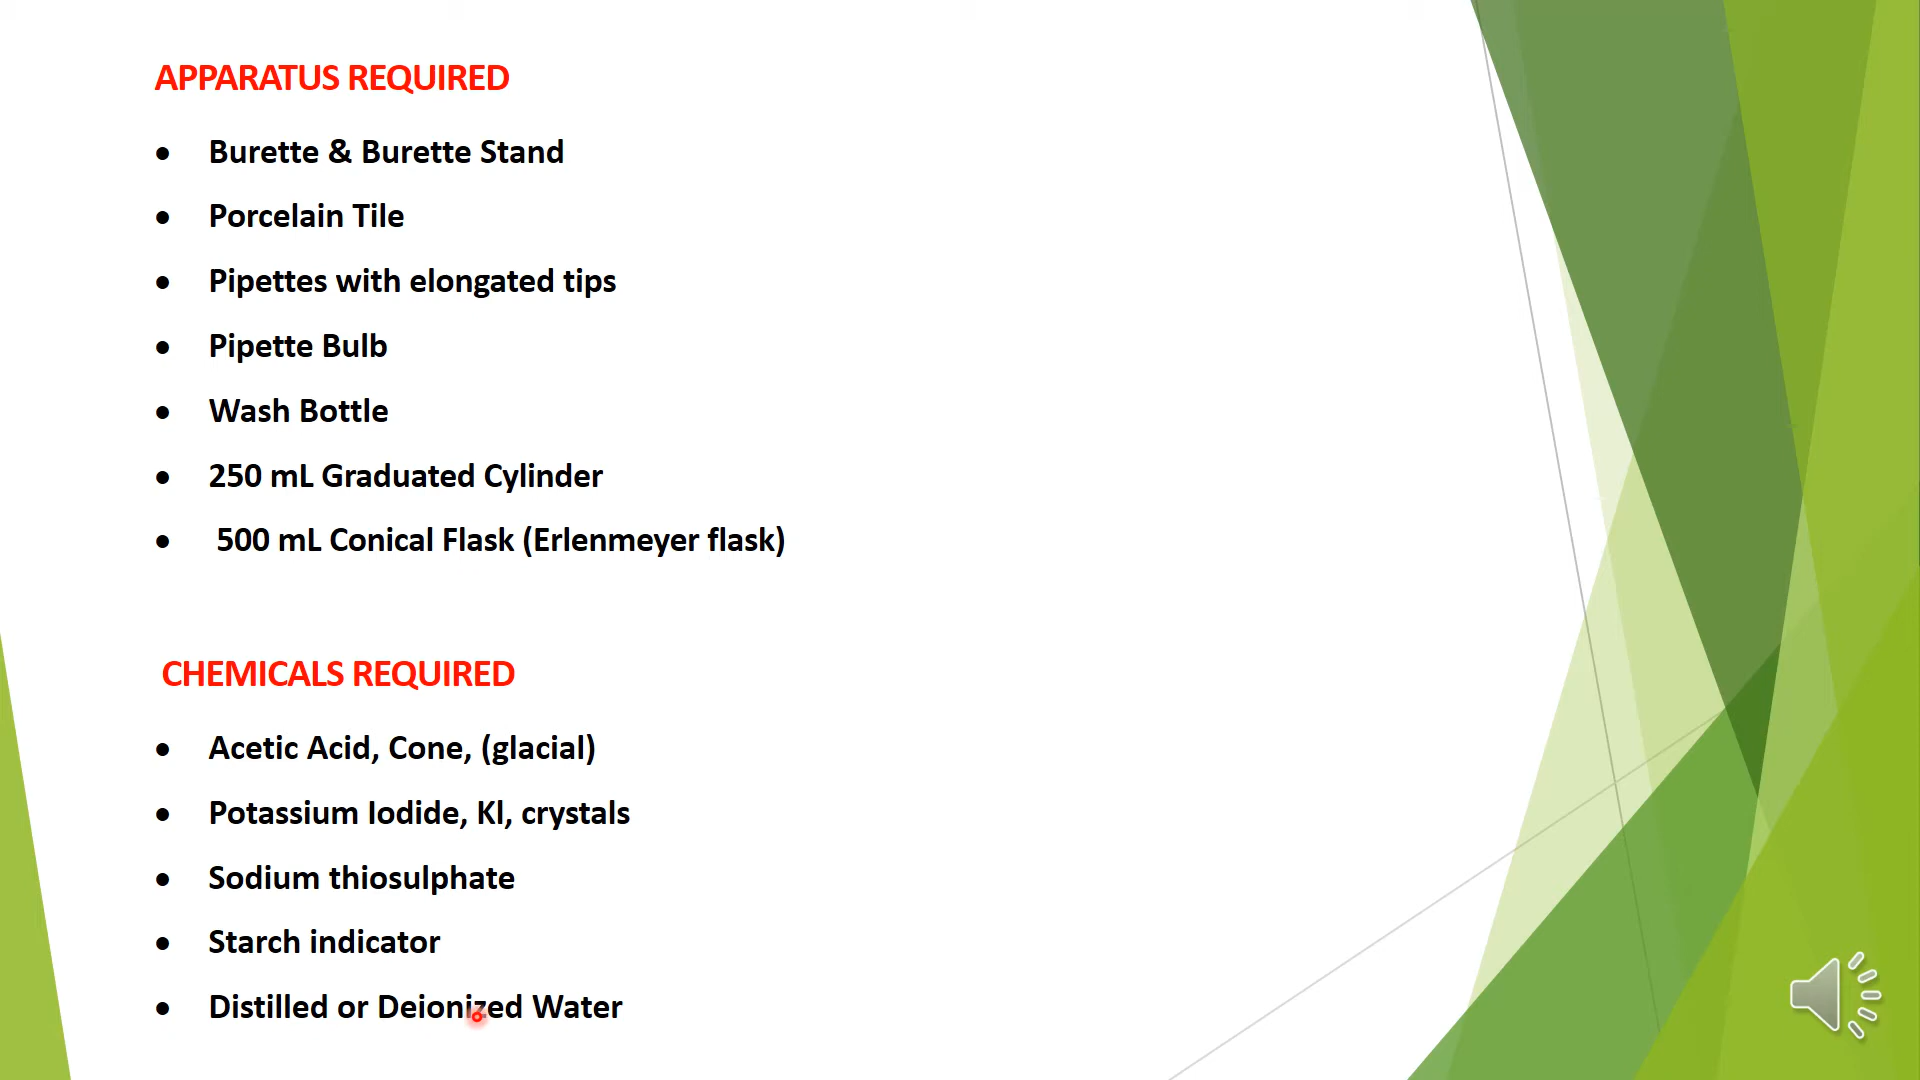 APPARATUS REQUIRED
• Burette & Burette Stand
• Porcelain Tile
• Pipettes with elongated tips
• Pipette Bulb
• Wash Bottle
• 250 mL Graduated Cylinder
• 500 mL Conical Flask (Erlenmeyer flask)
CHEMICALS REQUIRED
• Acetic Acid, Cone, (glacial)
• Potassium Iodide, Kl, crystals
• Sodium thiosulphate
• Starch indicator
• Distilled or Deionized Water